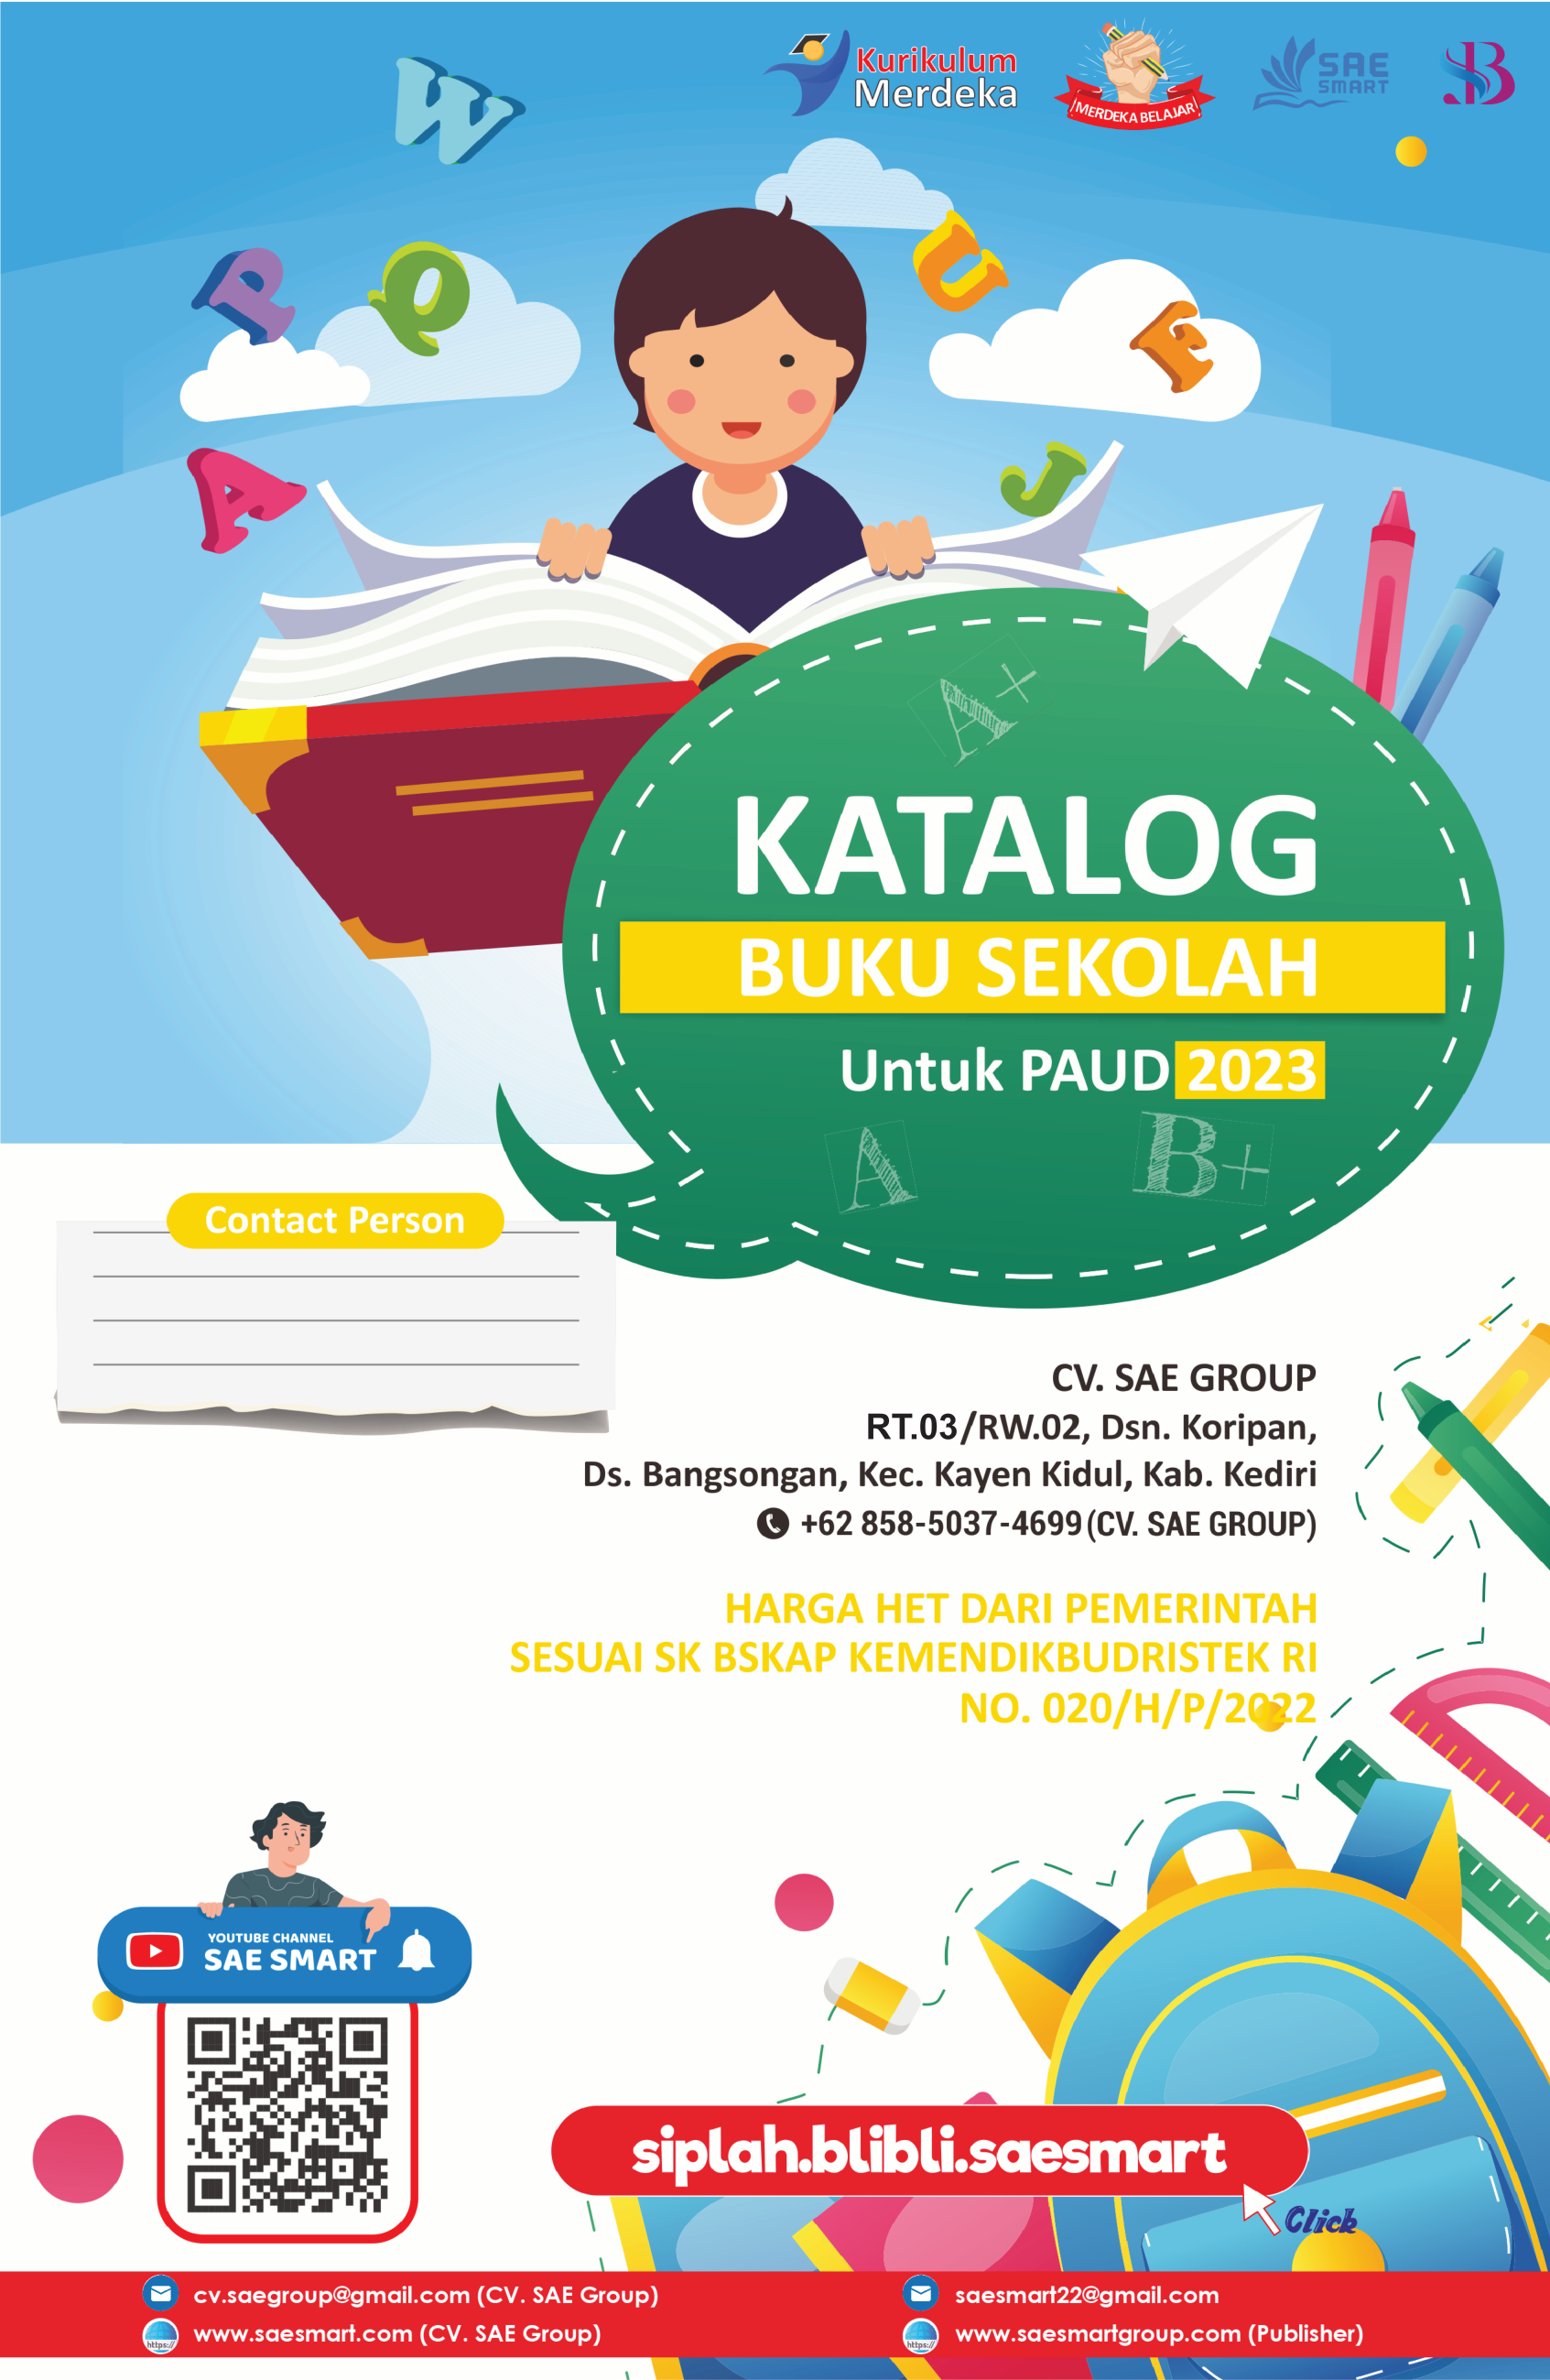 Kurikulum
Merdeka
MERDEKA BELAJAR
SAE
SMART
SB
W
P
Q
U
E
A
J
A+
KATALOG
BUKU SEKOLAH
Untuk PAUD 2023
A
B+
Contact Person
CV. SAE GROUP
RT.03/RW.02, Dsn. Koripan,
Ds. Bangsongan, Kec. Kayen Kidul, Kab. Kediri
+62 858-5037-4699 (CV. SAE GROUP)
HARGA HET DARI PEMERINTAH
SESUAI SK BSKAP KEMENDIKBUDRISTEK RI
NO. 020/H/P/2022
YOUTUBE CHANNEL
SAE SMART
siplah.blibli.saesmart
Click
cv.saegroup@gmail.com (CV. SAE Group)
saesmart22@gmail.com
https://
www.saesmart.com (CV. SAE Group)
https://
www.saesmartgroup.com (Publisher)